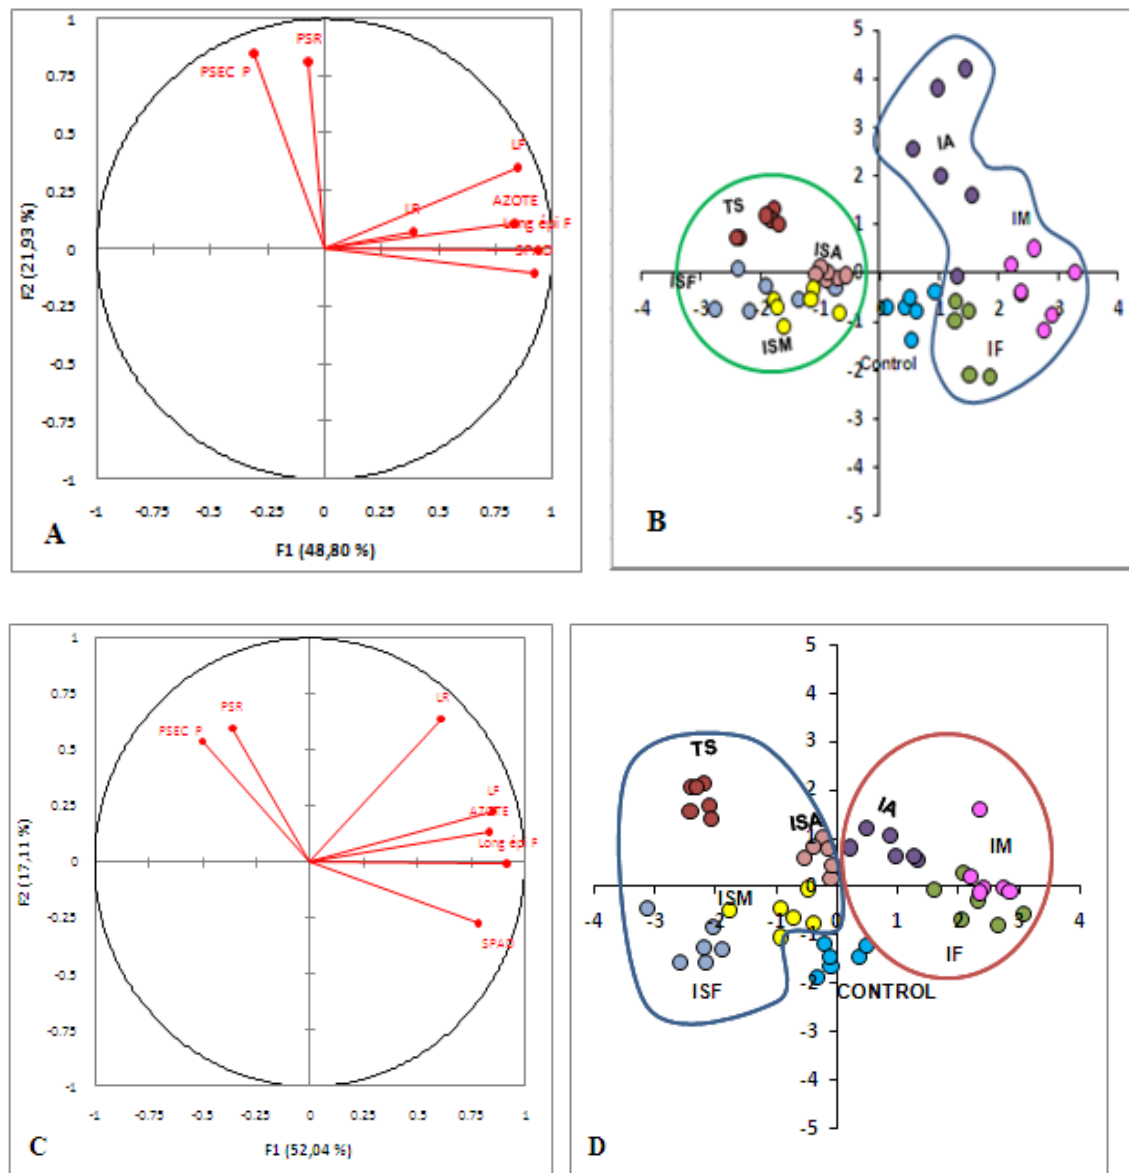 1
PSR
PSEC P
0.75
0.5
LF
0.25
AZOTE
LR
Long épi F
0
SPAD
-0.25
-0.5
-0.75
-1
-1 -0.75 -0.5 -0.25 0 0.25 0.5 0.75 1
F2 (21,93 %)
F1 (48,80 %)
A
5
4
3
2
1
0
-1
-2
-3
-4
-5
-4 -3 -2 -1 0 1 2 3 4
IA
TS
IM
ISA
ISF
ISM
Control
IF
B
1
0.75
LR
PSR
PSEC P
0.5
0.25
LF
AZOTE
Long épi F
0
-0.25
SPAD
-0.5
-0.75
-1
-1 -0.75 -0.5 -0.25 0 0.25 0.5 0.75 1
F2 (17,11 %)
F1 (52,04 %)
C
5
4
3
2
1
0
-1
-2
-3
-4
-5
-4 -3 -2 -1 0 1 2 3 4
TS
ISA
IA
IM
ISM
IF
ISF
CONTROL
D